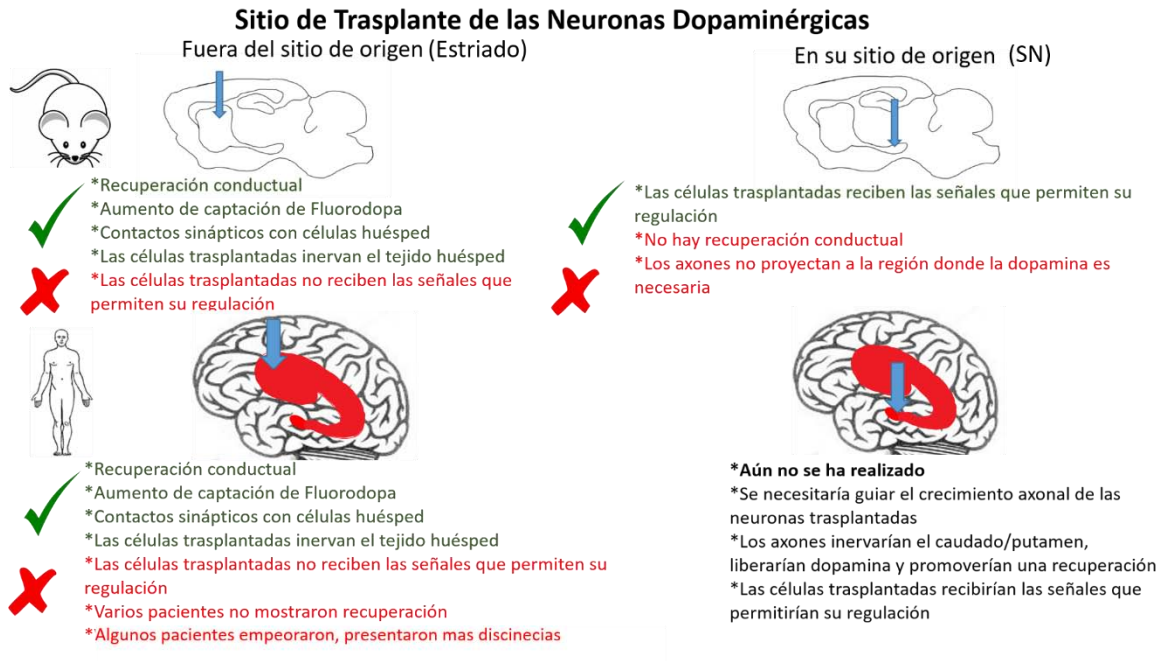 Sitio de Trasplante de las Neuronas Dopaminérgicas
Fuera del sitio de origen (Estriado)
*Recuperación conductual
*Aumento de captación de Fluorodopa
*Contactos sinápticos con células huésped
*Las células trasplantadas inervan el tejido huésped
*Las células trasplantadas no reciben las señales que
permiten su regulación
En su sitio de origen (SN)
*Las células trasplantadas reciben las señales que permiten su
regulación
*No hay recuperación conductual
*Los axones no proyectan a la región donde la dopamina es
necesaria
*Recuperación conductual
*Aumento de captación de Fluorodopa
*Contactos sinápticos con células huésped
*Las células trasplantadas inervan el tejido huésped
*Las células trasplantadas no reciben las señales que permiten su
regulación
*Varios pacientes no mostraron recuperación
*Algunos pacientes empeoraron, presentaron mas discinecias
*Aún no se ha realizado
*Se necesitaría guiar el crecimiento axonal de las
neuronas trasplantadas
*Los axones inervarían el caudado/putamen,
liberarían dopamina y promoverían una recuperación
*Las células trasplantadas recibirían las señales que
permitirían su regulación